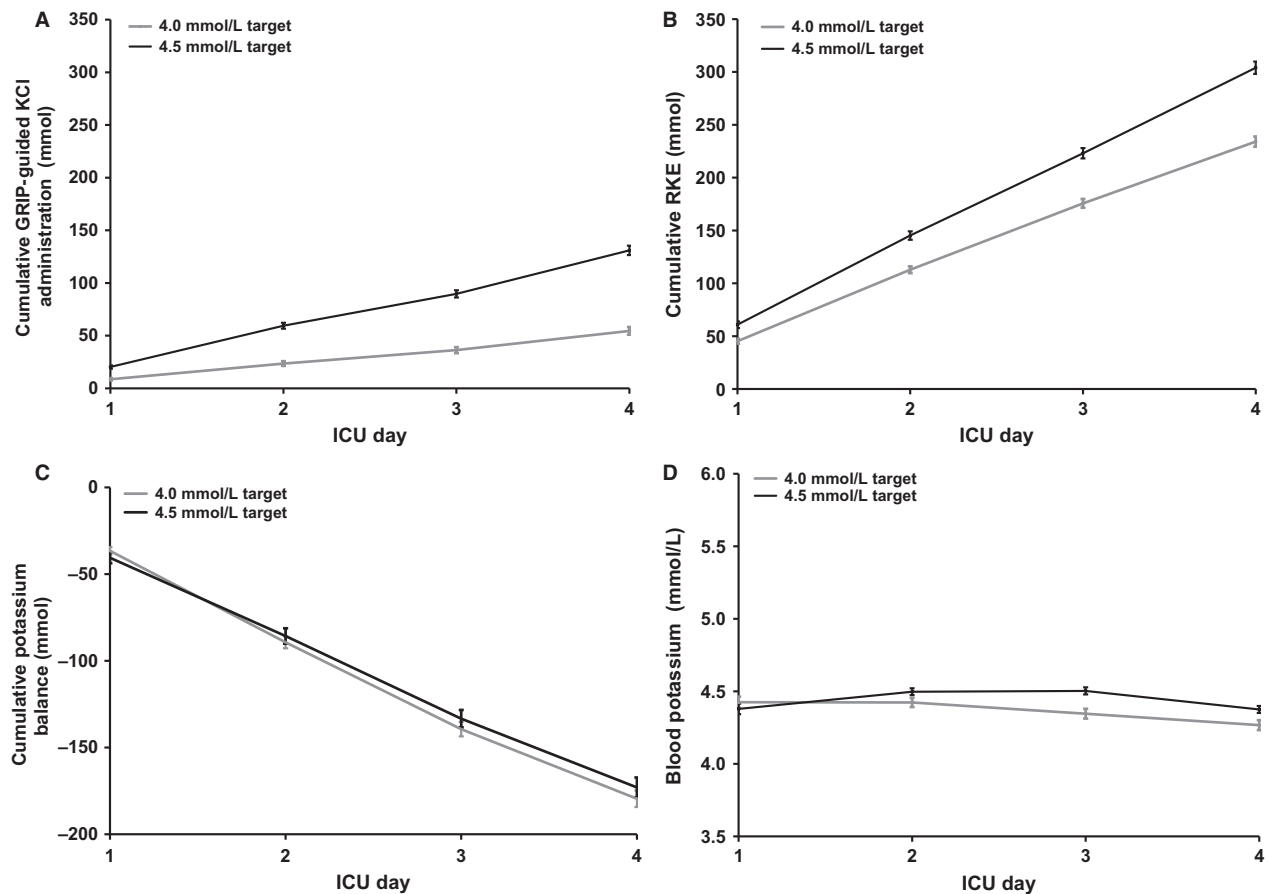 A
4.0 mmol/L target
4.5 mmol/L target
Cumulative GRIP-guided KCl
administration (mmol)
350
300
250
200
150
100
50
0
1 2 3 4
ICU day
B
4.0 mmol/L target
4.5 mmol/L target
Cumulative RKE (mmol)
350
300
250
200
150
100
50
0
1 2 3 4
ICU day
C
4.0 mmol/L target
4.5 mmol/L target
Cumulative potassium
balance (mmol)
0
–50
–100
–150
–200
1 2 3 4
ICU day
D
4.0 mmol/L target
4.5 mmol/L target
Blood potassium (mmol/L)
6.0
5.5
5.0
4.5
4.0
3.5
1 2 3 4
ICU day